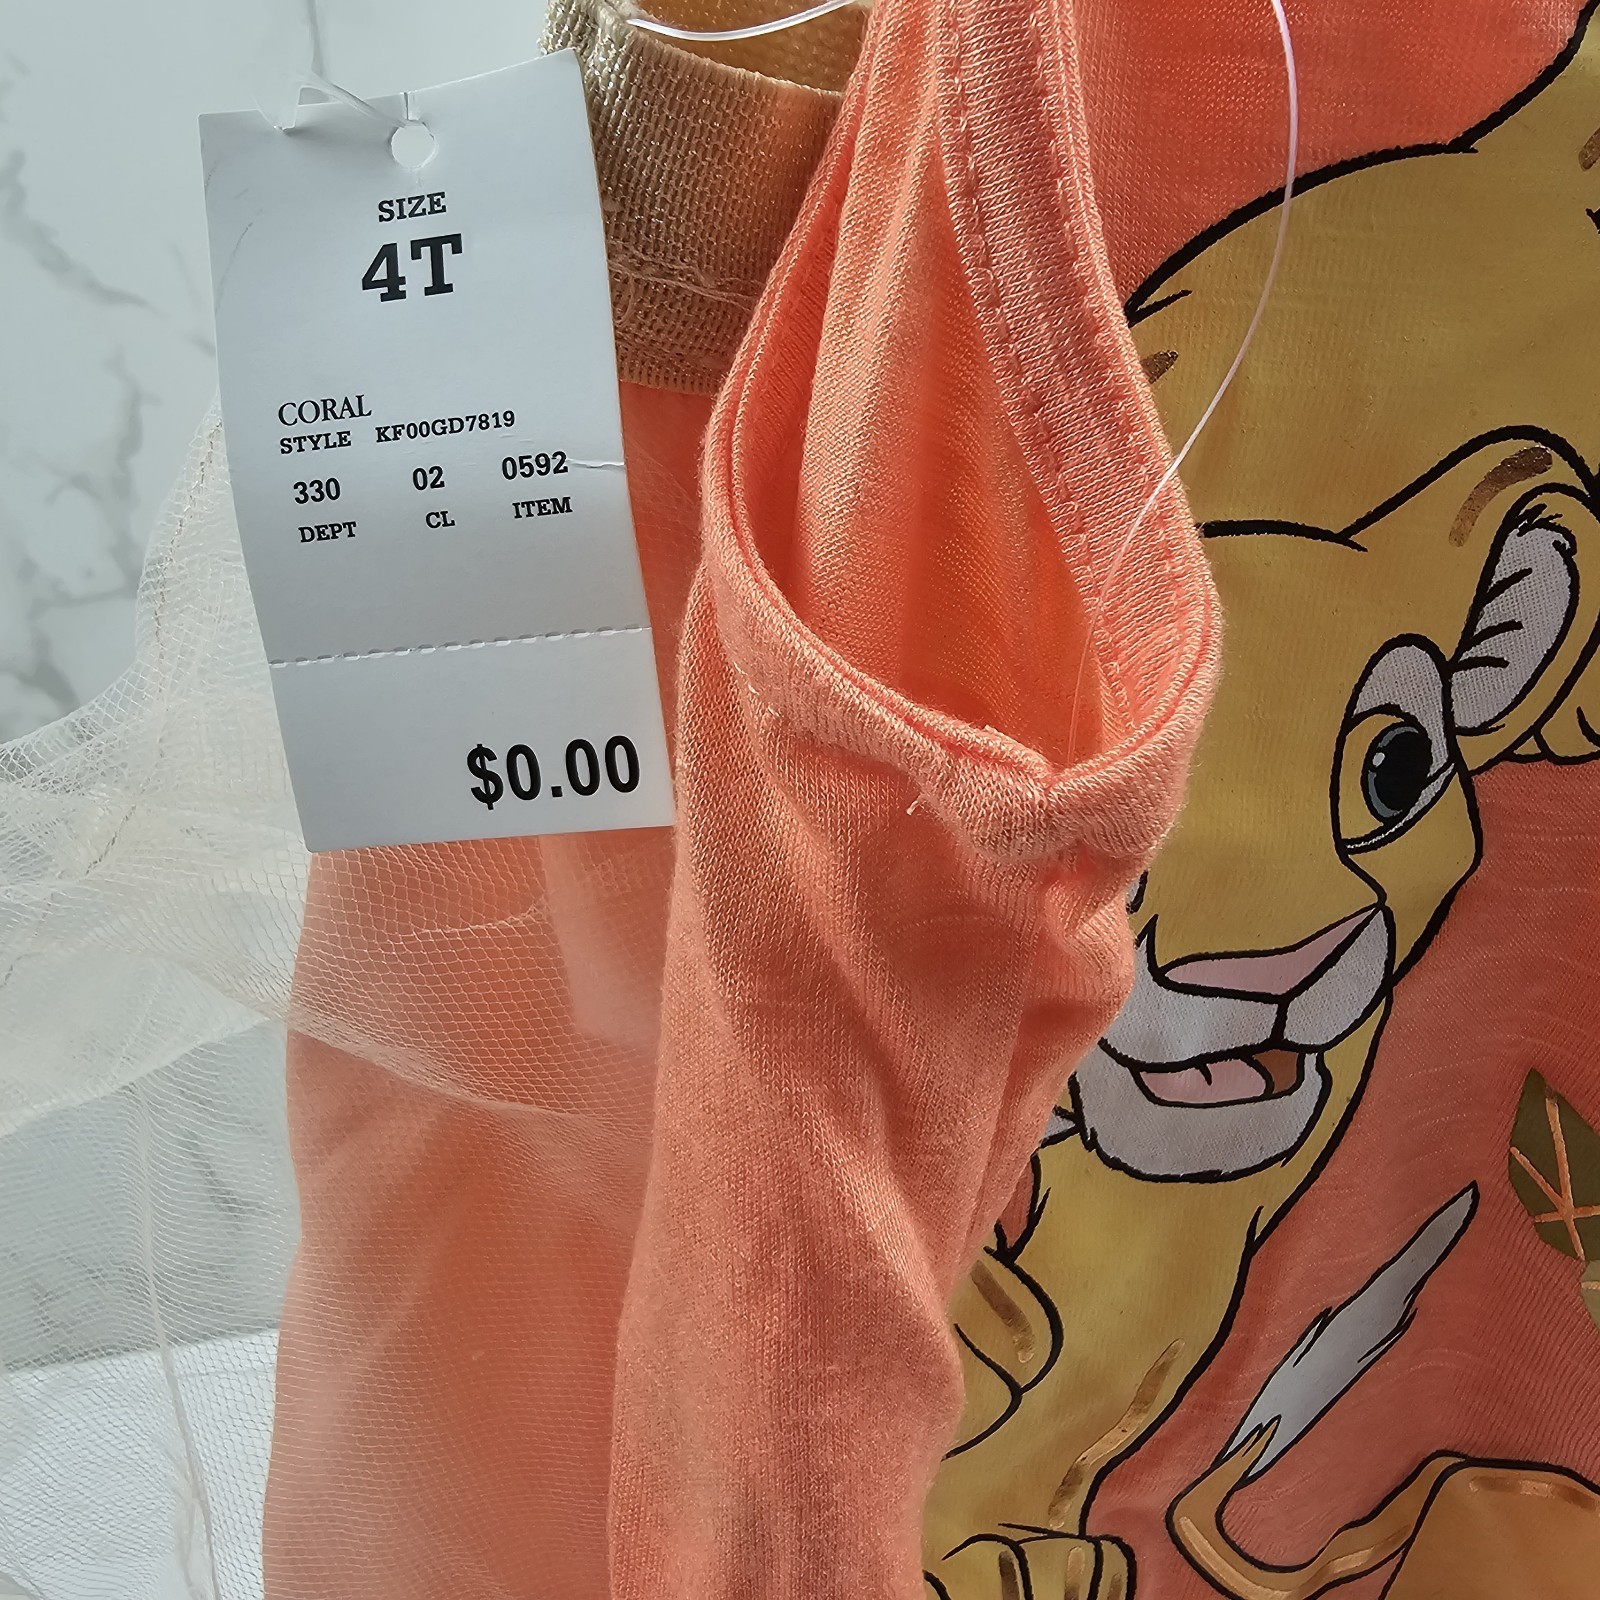 SIZE
4T
CORAL
STYLE KF00GD7819
330 02 0592
DEPT CL ITEM
$0.00